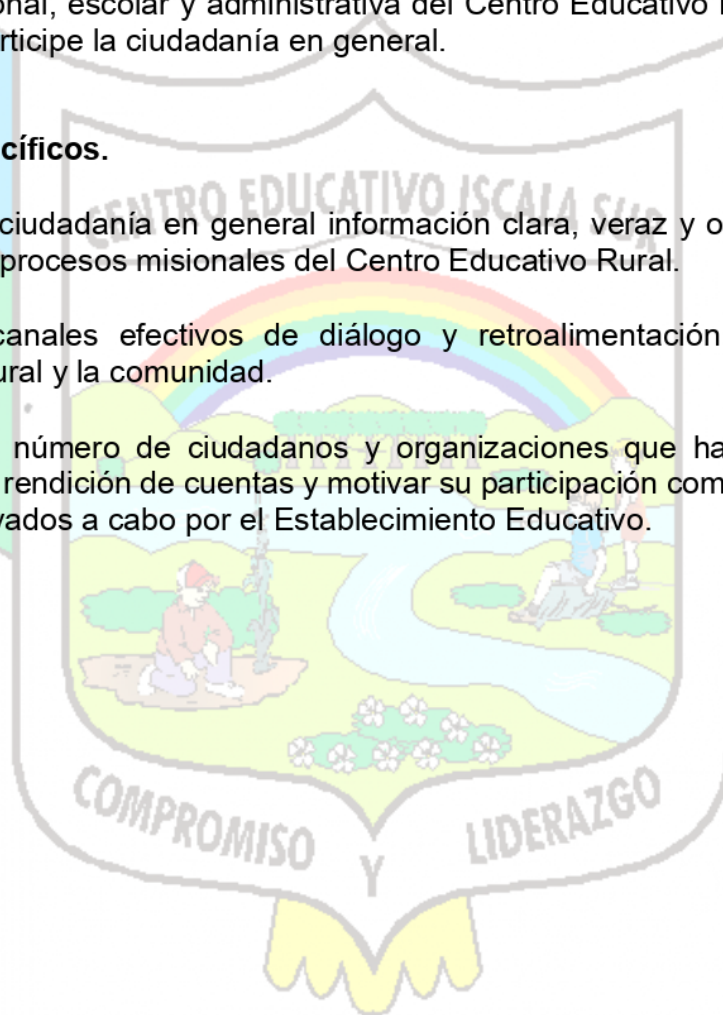 onal, escolar y administrativa del Centro Educativo
rticipe la ciudadanía en general.
cíficos.
CENTRO EDUCATIVO ISCALA SUR
ciudadanía en general información clara, veraz y o
procesos misionales del Centro Educativo Rural.
canales efectivos de diálogo y retroalimentación
ural y la comunidad.
número de ciudadanos y organizaciones que ha
rendición de cuentas y motivar su participación com
vados a cabo por el Establecimiento Educativo.
COMPROMISO
Y
LIDERAZGO